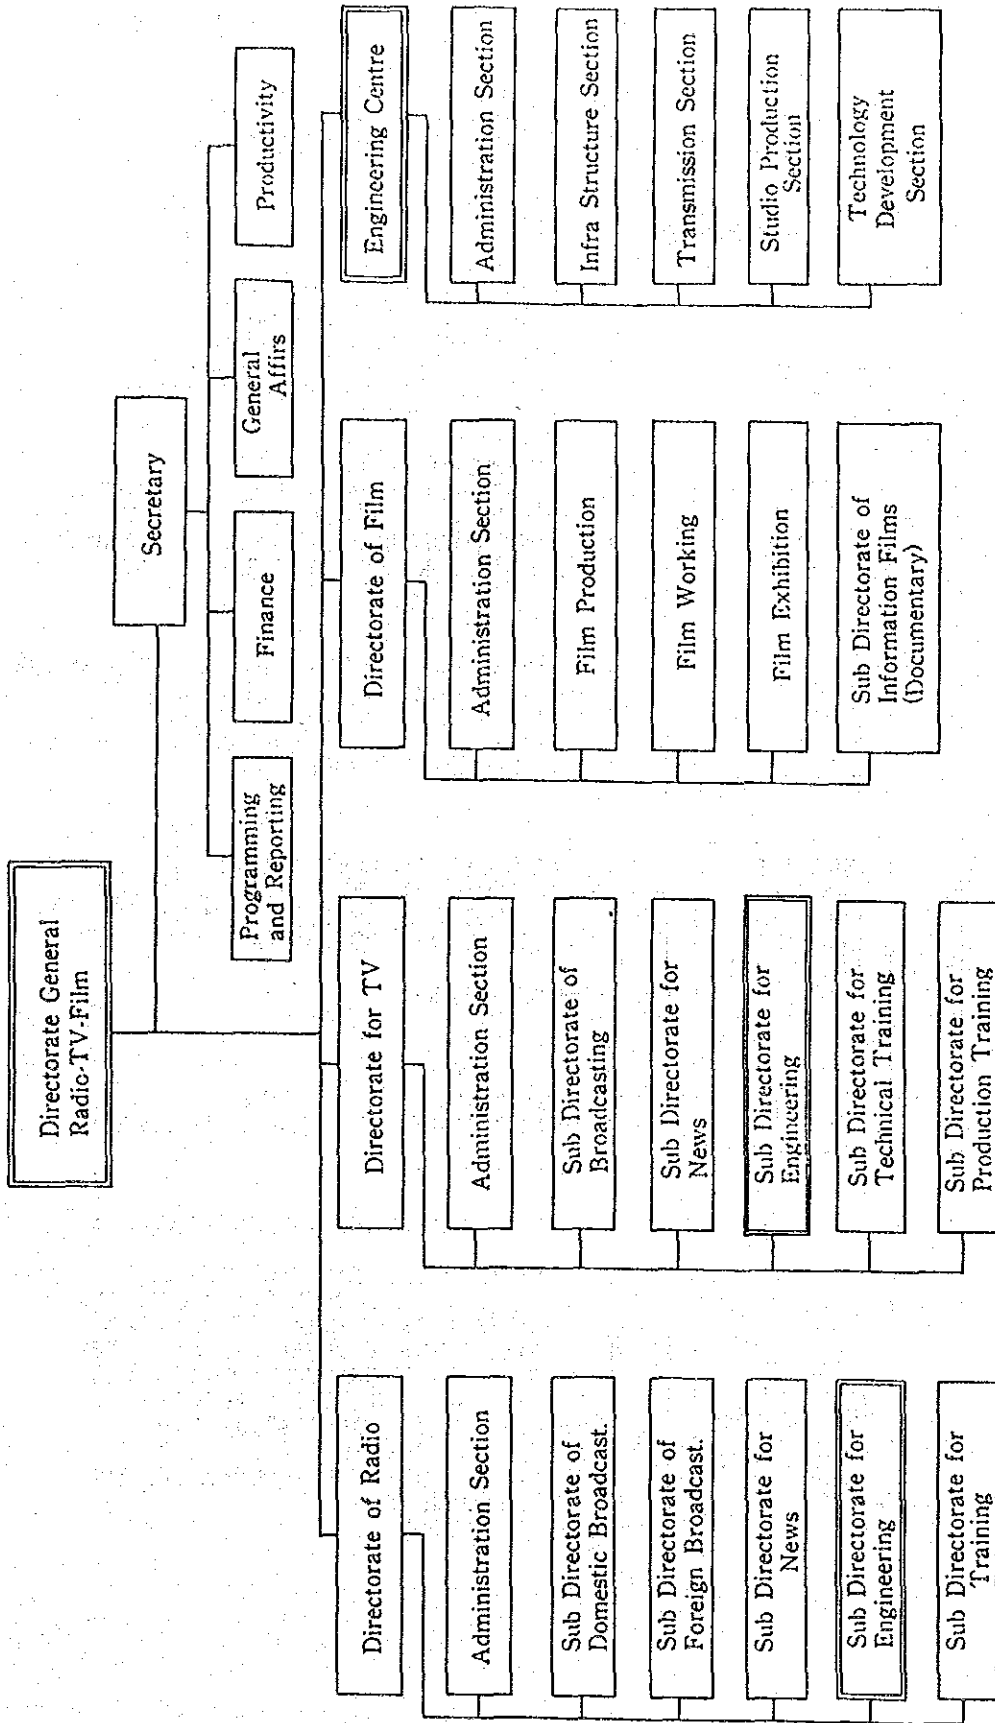 Directorate General
Radic-TV-Film
Secretary
Programming
and Reporting
Finance
General
Affirs
Productivity
Directorate of Radio
Administration Section
Sub Directorate of
Domestic Broadcast.
Sub Directorate of
Foreign Broadcast.
Sub Directorate for
News
Sub Directorate for
Engineering
Sub Directorate for
Training
Directorate for TV
Administration Section
Sub Directorate of
Broadcasting
Sub Directorate for
News
Sub Directorate for
Engineering
Sub Directorate for
Technical Training
Sub Directorate for
Production Training
Directorate of Film
Administration Section
Film Production
Film Working
Film Exhibition
Sub Directorate of
Information Films
(Documentary)
Engineering Centre
Administration Section
Infra Structure Section
Transmission Section
Studio Production
Section
Technology
Development
Section